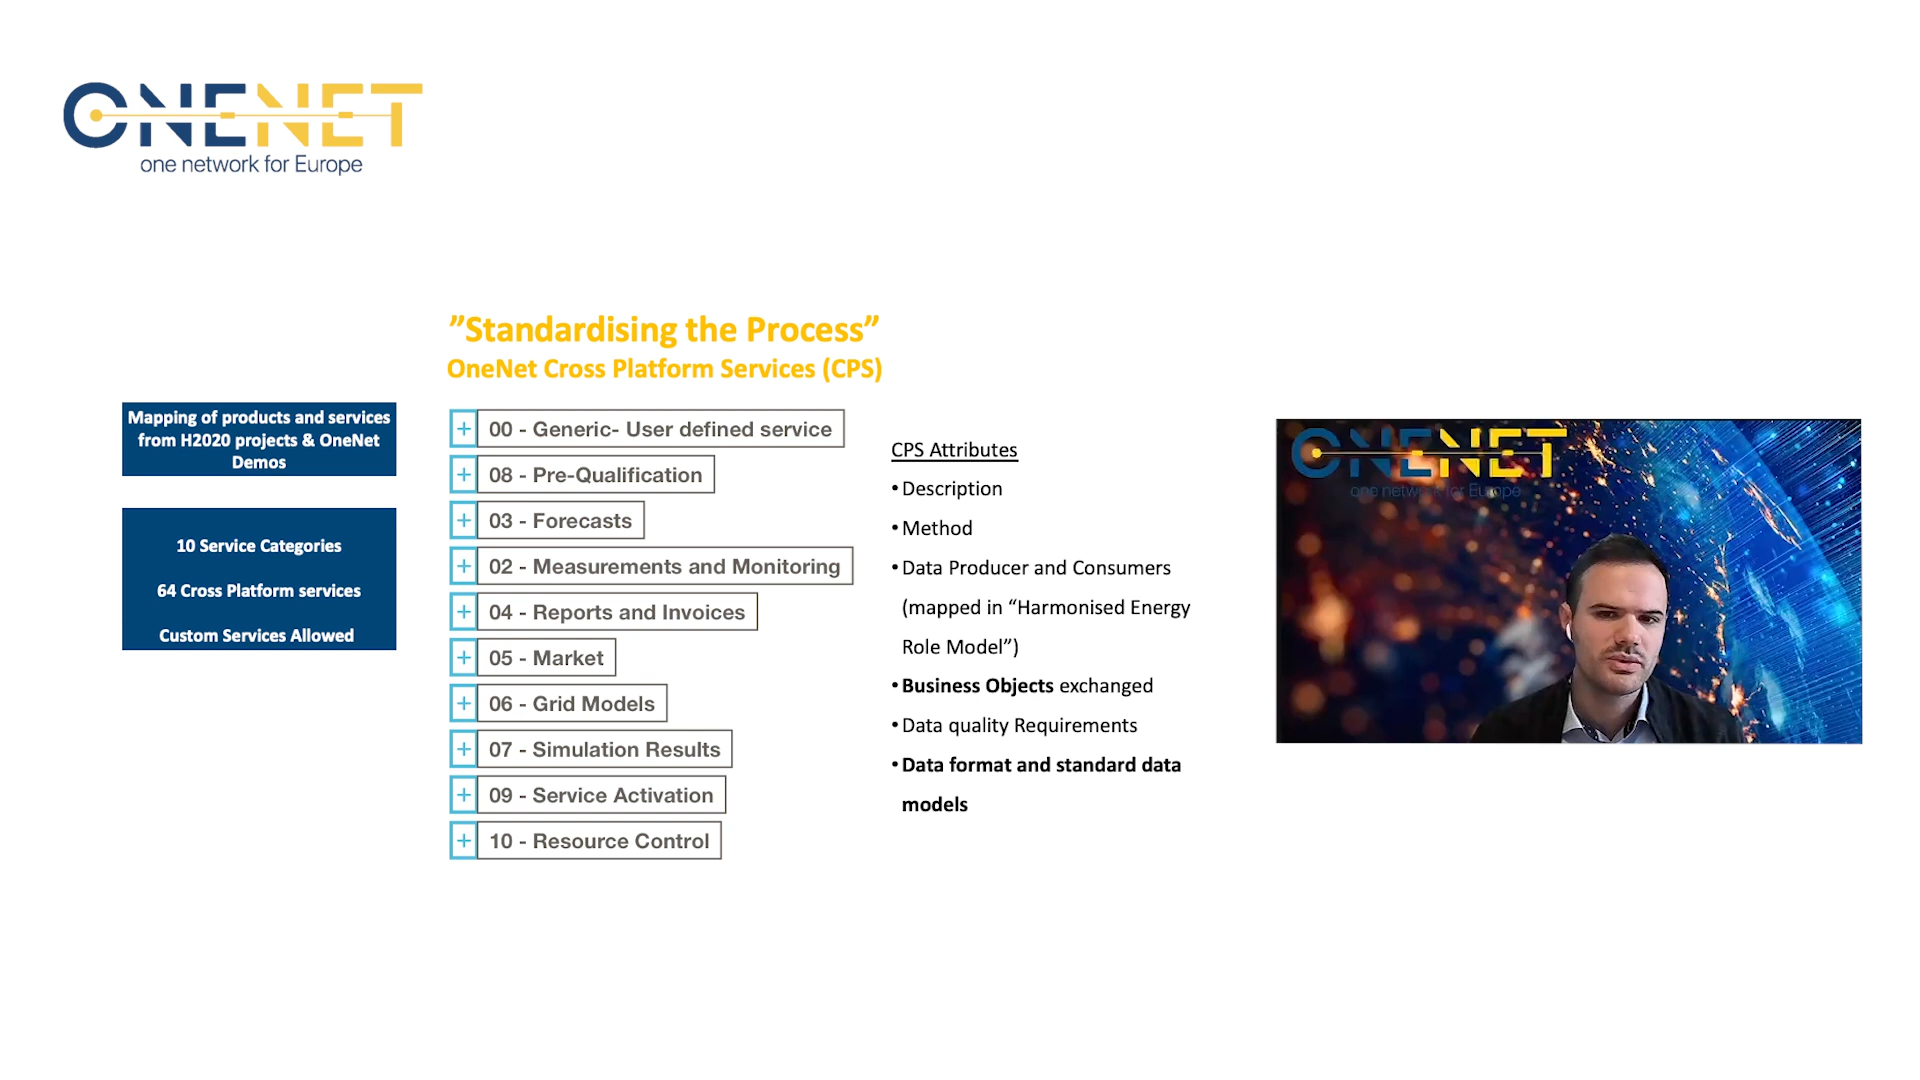 ONENET
one network for Europe
”Standardising the Process”
OneNet Cross Platform Services (CPS)
Mapping of products and services
from H2020 projects & OneNet
Demos
10 Service Categories
64 Cross Platform services
Custom Services Allowed
+ 00 - Generic- User defined service
+ 08 - Pre-Qualification
+ 03 - Forecasts
+ 02 - Measurements and Monitoring
+ 04 - Reports and Invoices
+ 05 - Market
+ 06 - Grid Models
+ 07 - Simulation Results
+ 09 - Service Activation
+ 10 - Resource Control
CPS Attributes
• Description
• Method
• Data Producer and Consumers
(mapped in “Harmonised Energy
Role Model”)
• Business Objects exchanged
• Data quality Requirements
• Data format and standard data
models
ONENET
one network for Europe